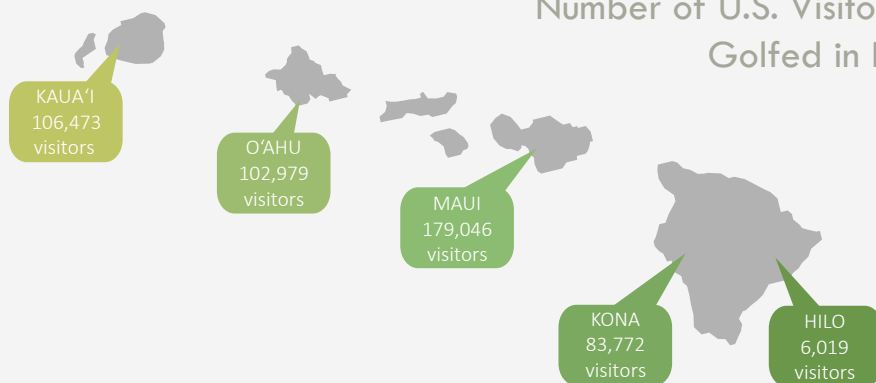 Number of U.S.
Golfed in
KAUA‘I
106,473
visitors
O‘AHU
102,979
visitors
MAUI
179,046
visitors
KONA
83,772
visitors
HILO
6,019
visitors